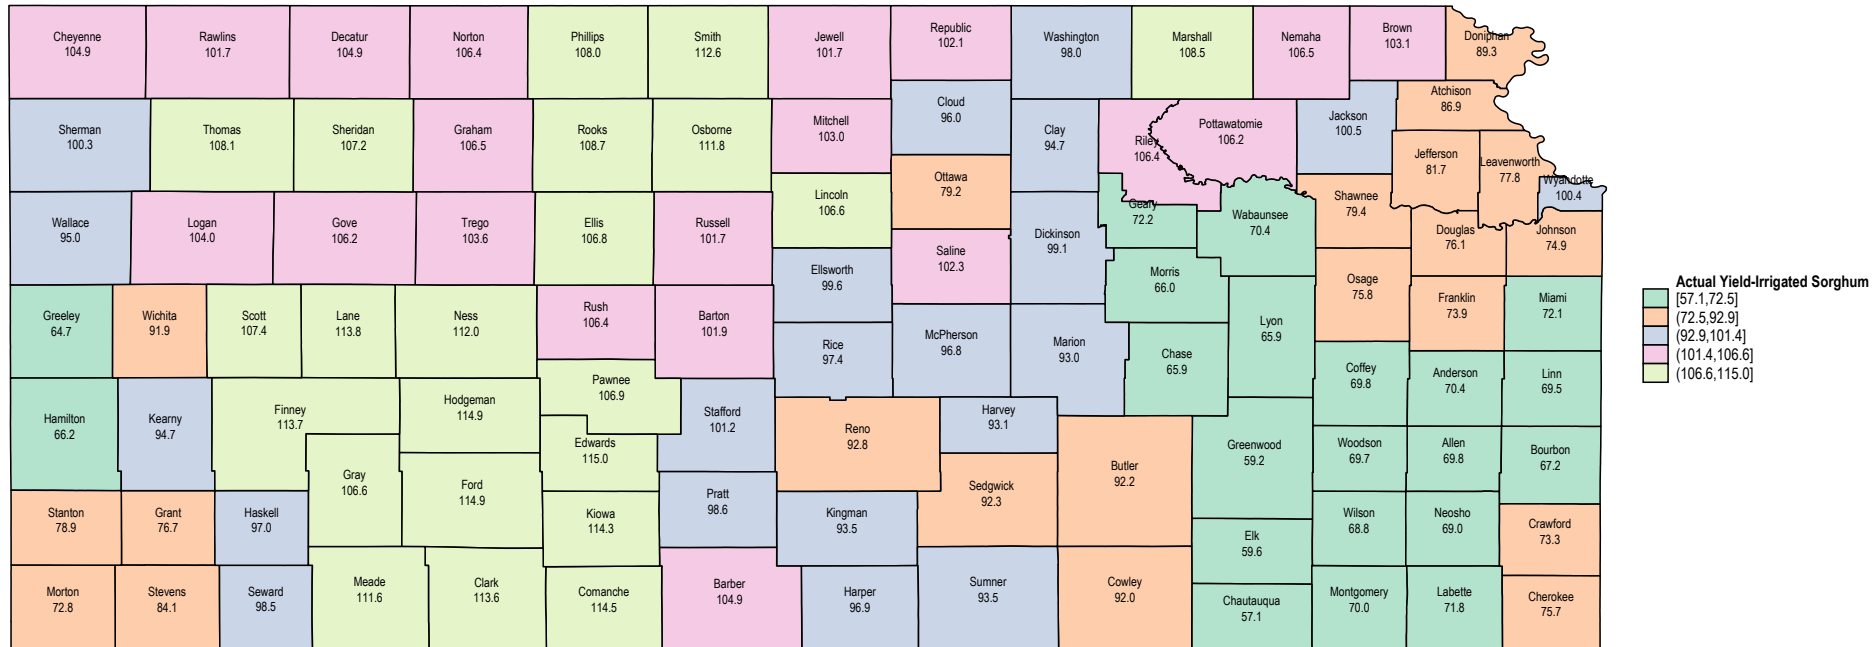 Cheyenne
104.9
Rawlins
101.7
Decatur
104.9
Norton
106.4
Phillips
108.0
Smith
112.6
Jewell
101.7
Republic
102.1
Washington
98.0
Marshall
108.5
Nemaha
106.5
Brown
103.1
Doniphan
89.3
Sherman
100.3
Thomas
108.1
Sheridan
107.2
Graham
106.5
Rooks
108.7
Osborne
111.8
Mitchell
103.0
Cloud
96.0
Clay
94.7
Riley
106.4
Pottawatomie
106.2
Jackson
100.5
Atchison
86.9
Jefferson
81.7
Leavenworth
77.8
Wyandotte
100.4
Wallace
95.0
Logan
104.0
Gove
106.2
Trego
103.6
Ellis
106.8
Russell
101.7
Lincoln
106.6
Ottawa
79.2
Saline
102.3
Dickinson
99.1
Geary
72.2
Wabaunsee
70.4
Shawnee
79.4
Douglas
76.1
Johnson
74.9
Ellsworth
99.6
Morris
66.0
Osage
75.8
Franklin
73.9
Miami
72.1
Greeley
64.7
Wichita
91.9
Scott
107.4
Lane
113.8
Ness
112.0
Rush
106.4
Barton
101.9
Rice
97.4
McPherson
96.8
Marion
93.0
Chase
65.9
Lyon
65.9
Coffey
69.8
Anderson
70.4
Linn
69.5
Hamilton
66.2
Kearny
94.7
Finney
113.7
Hodgeman
114.9
Pawnee
106.9
Stafford
101.2
Edwards
115.0
Reno
92.8
Harvey
93.1
Butler
92.2
Greenwood
59.2
Woodson
69.7
Allen
69.8
Bourbon
67.2
Gray
106.6
Ford
114.9
Sedgwick
92.3
Stanton
78.9
Grant
76.7
Haskell
97.0
Kiowa
114.3
Pratt
98.6
Kingman
93.5
Elk
59.6
Wilson
68.8
Neosho
69.0
Crawford
73.3
Morton
72.8
Stevens
84.1
Seward
98.5
Meade
111.6
Clark
113.6
Comanche
114.5
Barber
104.9
Harper
96.9
Sumner
93.5
Cowley
92.0
Chautauqua
57.1
Montgomery
70.0
Labette
71.8
Cherokee
75.7
Actual Yield-Irrigated Sorghum
[57.1,72.5]
(72.5,92.9]
(92.9,101.4]
(101.4,106.6]
(106.6,115.0]